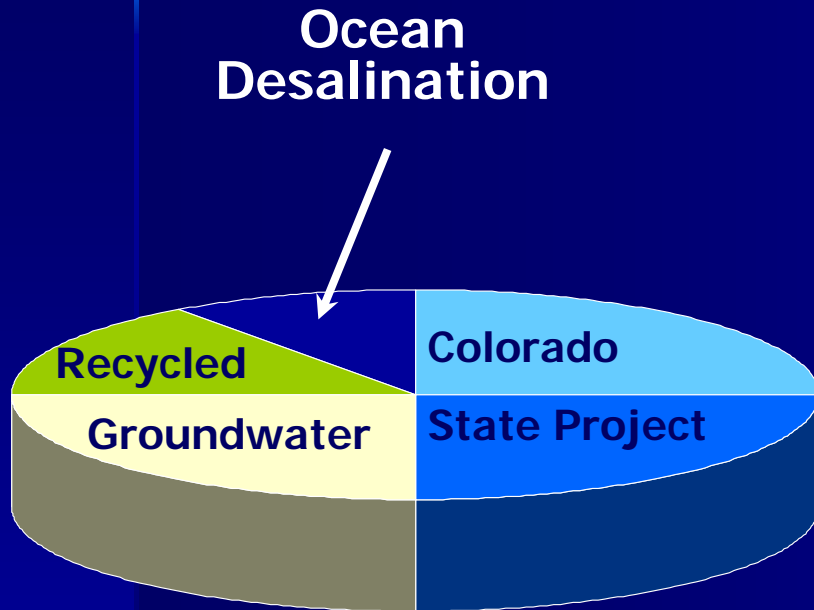 Ocean
Desalination
Recycled
Colorado
Groundwater
State Project